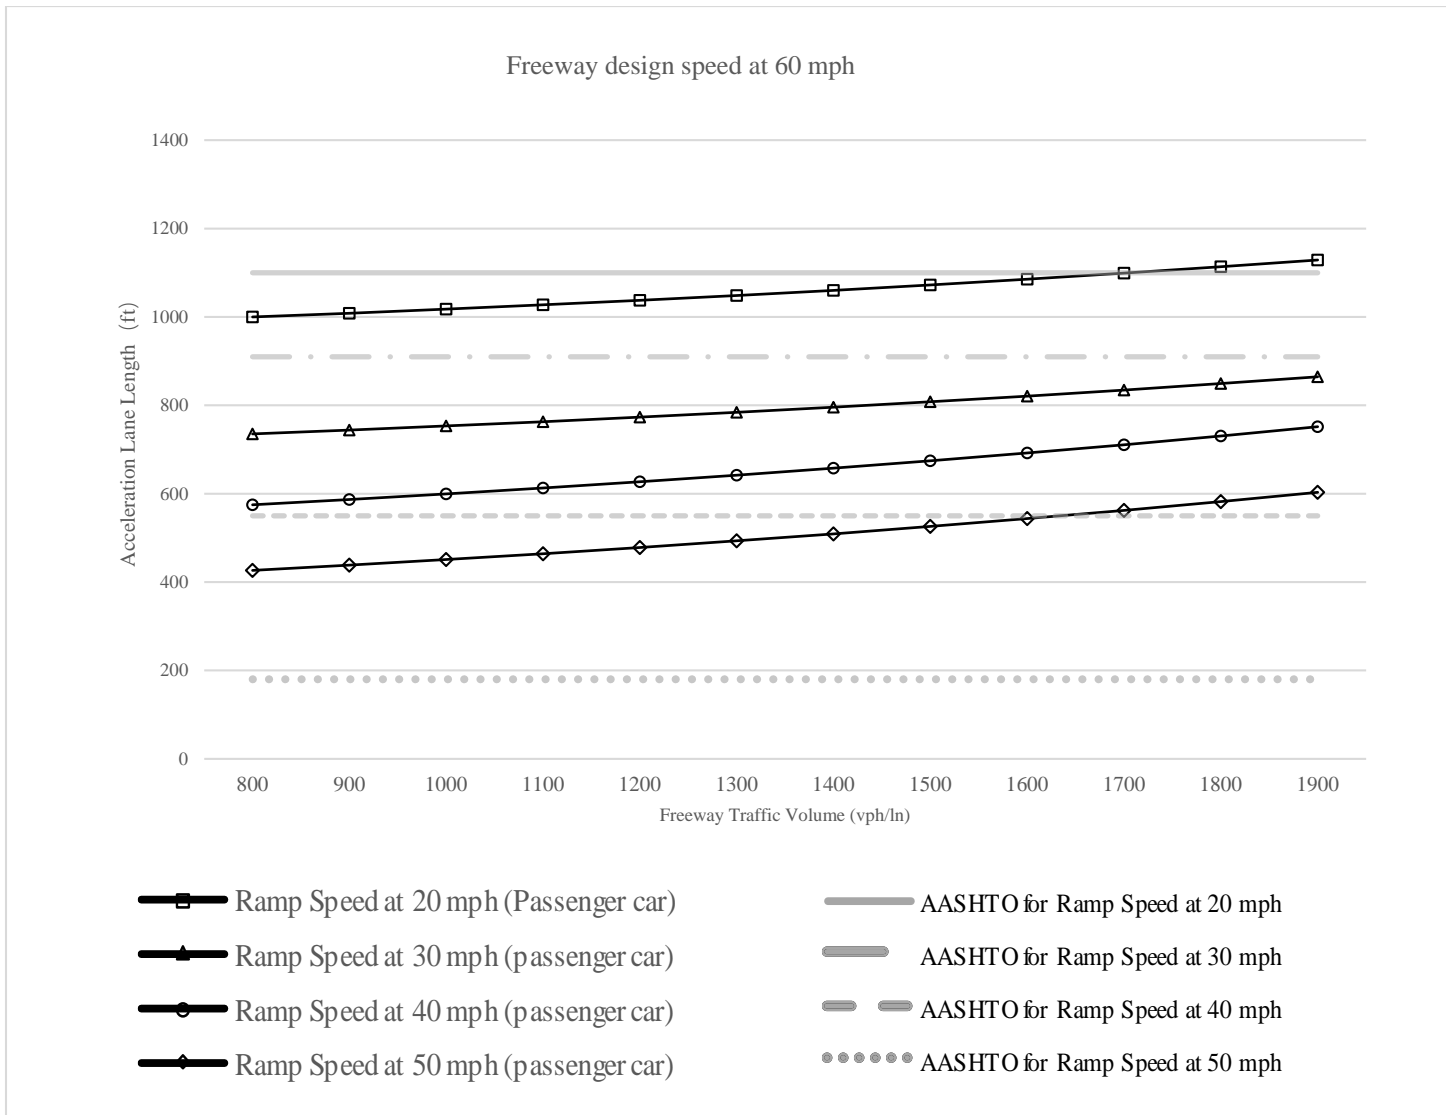 Freeway design speed at 60 mph
1400
1200
1000
800
600
400
200
0
Acceleration Lane Length (ft)
800 900 1000 1100 1200 1300 1400 1500 1600 1700 1800 1900
Freeway Traffic Volume (vph/ln)
Ramp Speed at 20 mph (Passenger car)
Ramp Speed at 30 mph (passenger car)
Ramp Speed at 40 mph (passenger car)
Ramp Speed at 50 mph (passenger car)
AASHTO for Ramp Speed at 20 mph
AASHTO for Ramp Speed at 30 mph
AASHTO for Ramp Speed at 40 mph
AASHTO for Ramp Speed at 50 mph